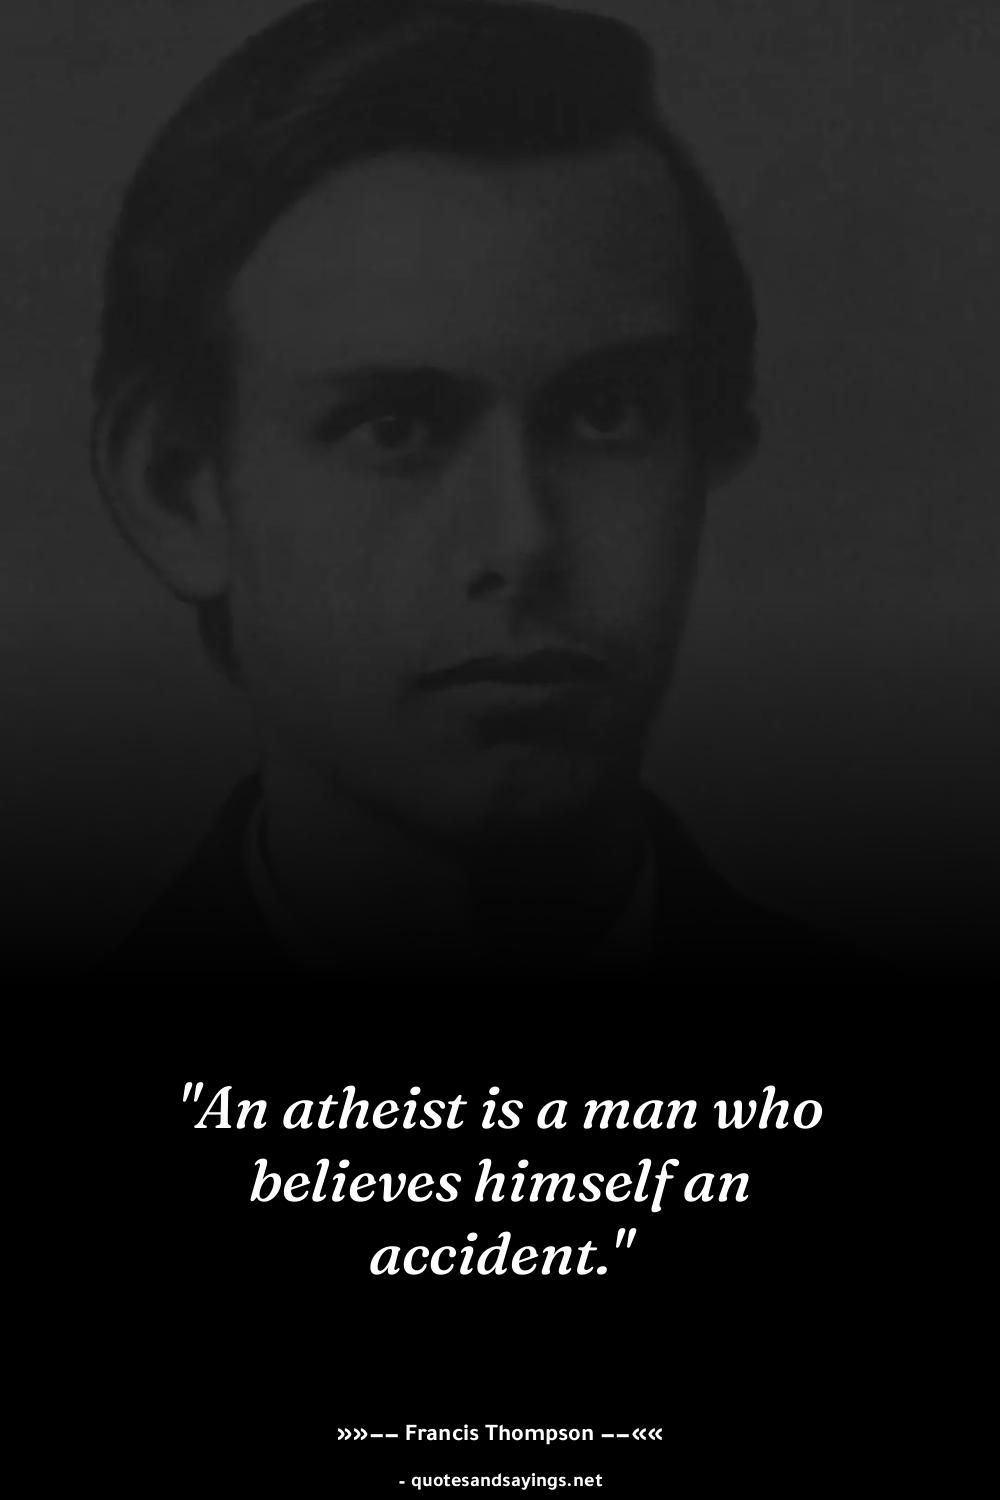 "An atheist is a man who
believes himself an
accident."
»»–– Francis Thompson ––««
- quotesandsayings.net